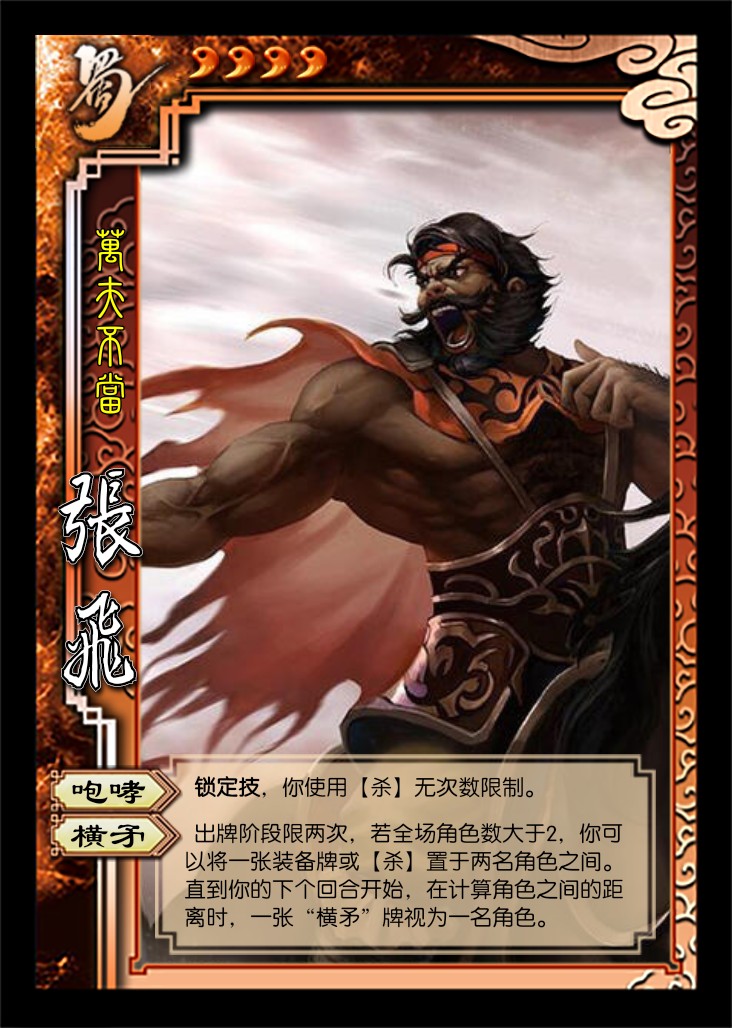 蜀
萬夫不當
張飛
咆哮
锁定技，你使用【杀】无次数限制。
橫矛
出牌阶段限两次，若全场角色数大于2，你可
以将一张装备牌或【杀】置于两名角色之间。
直到你的下个回合开始，在计算角色之间的距
离时，一张“横矛”牌视为一名角色。